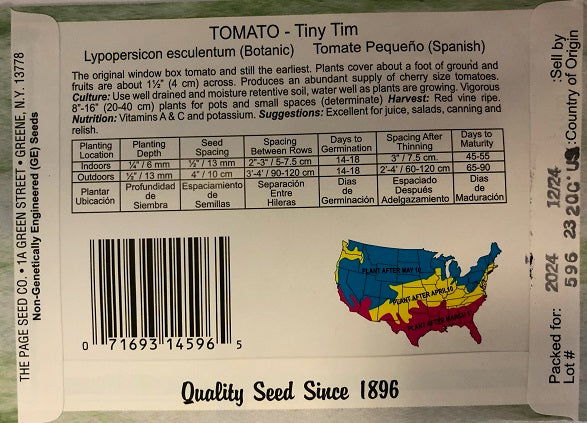 TOMATO - Tiny Tim
Lypopersicon esculentum (Botanic) Tomate Pequeño (Spanish)
The original window box tomato and still the earliest. Plants cover about a foot of ground and
fruits are about 1½" (4 cm) across. Produces an abundant supply of cherry size tomatoes.
Culture: Use well drained and moisture retentive soil, water well as plants are growing. Vigorous
8"-16" (20-40 cm) plants for pots and small spaces (determinate) Harvest: Red vine ripe.
Nutrition: Vitamins A & C and potassium. Suggestions: Excellent for juice, salads, canning and
relish.
Planting Location Planting Depth Seed Spacing Spacing Between Rows Days to Germination Spacing After Thinning Days to Maturity
Indoors ¼" / 6 mm ½" / 13 mm 2"-3" / 5-7.5 cm 14-18 3" / 7.5 cm. 45-55
Outdoors ½" / 13 mm 4" / 10 cm 3'-4' / 90-120 cm 14-18 2'-4' / 60-120 cm 65-90
Plantar Ubicación Profundidad de Siembra Espaciamiento de Semillas Separación Entre Hileras Dias de Germinación Espaciado Después Adelgazamiento Dias de Maduración
0 71693 14596 5
PLANT AFTER MAY 10
PLANT AFTER APRIL 10
PLANT AFTER MARCH 1
Quality Seed Since 1896
THE PAGE SEED CO. • 1A GREEN STREET • GREENE, N.Y. 13778
Non-Genetically Engineered (GE) Seeds
Packed for: 2024 12/24 :Sell by
Lot # 596 23 20C US :Country of Origin